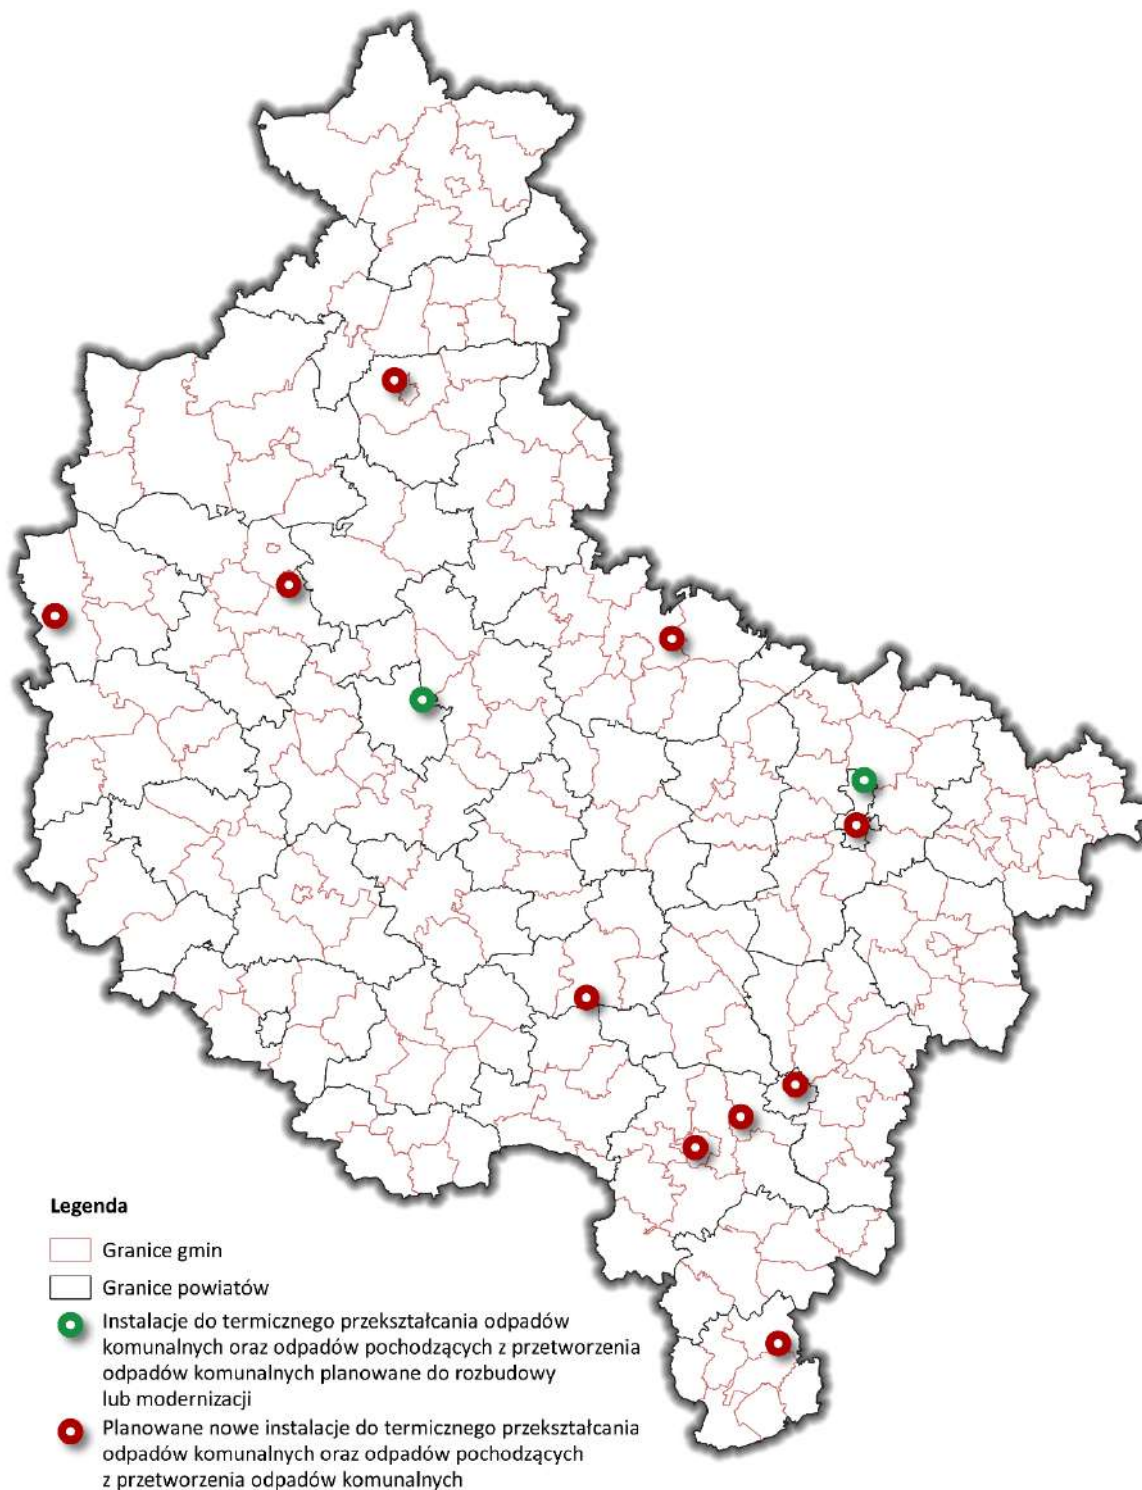 Legenda
Granice gmin
Granice powiatów
Instalacje do termicznego przekształcania odpadów
komunalnych oraz odpadów pochodzących z przetworzenia
odpadów komunalnych planowane do rozbudowy
lub modernizacji
Planowane nowe instalacje do termicznego przekształcania
odpadów komunalnych oraz odpadów pochodzących
z przetworzenia odpadów komunalnych